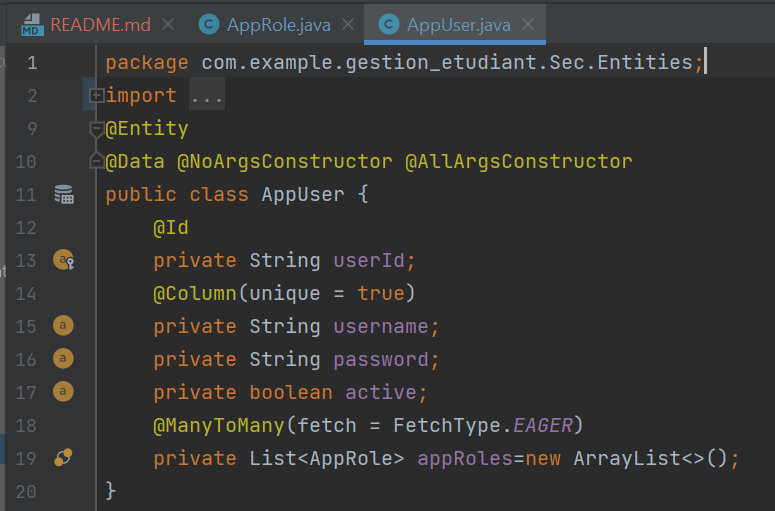 MD README.md × C AppRole.java × C AppUser.java ×
1 package com.example.gestion_etudiant.Sec.Entities;
2 import ...
9 @Entity
10 @Data @NoArgsConstructor @AllArgsConstructor
11 public class AppUser {
12 @Id
13 a private String userId;
14 @Column(unique = true)
15 a private String username;
16 a private String password;
17 a private boolean active;
18 @ManyToMany(fetch = FetchType.EAGER)
19 private List<AppRole> appRoles=new ArrayList<>();
20 }